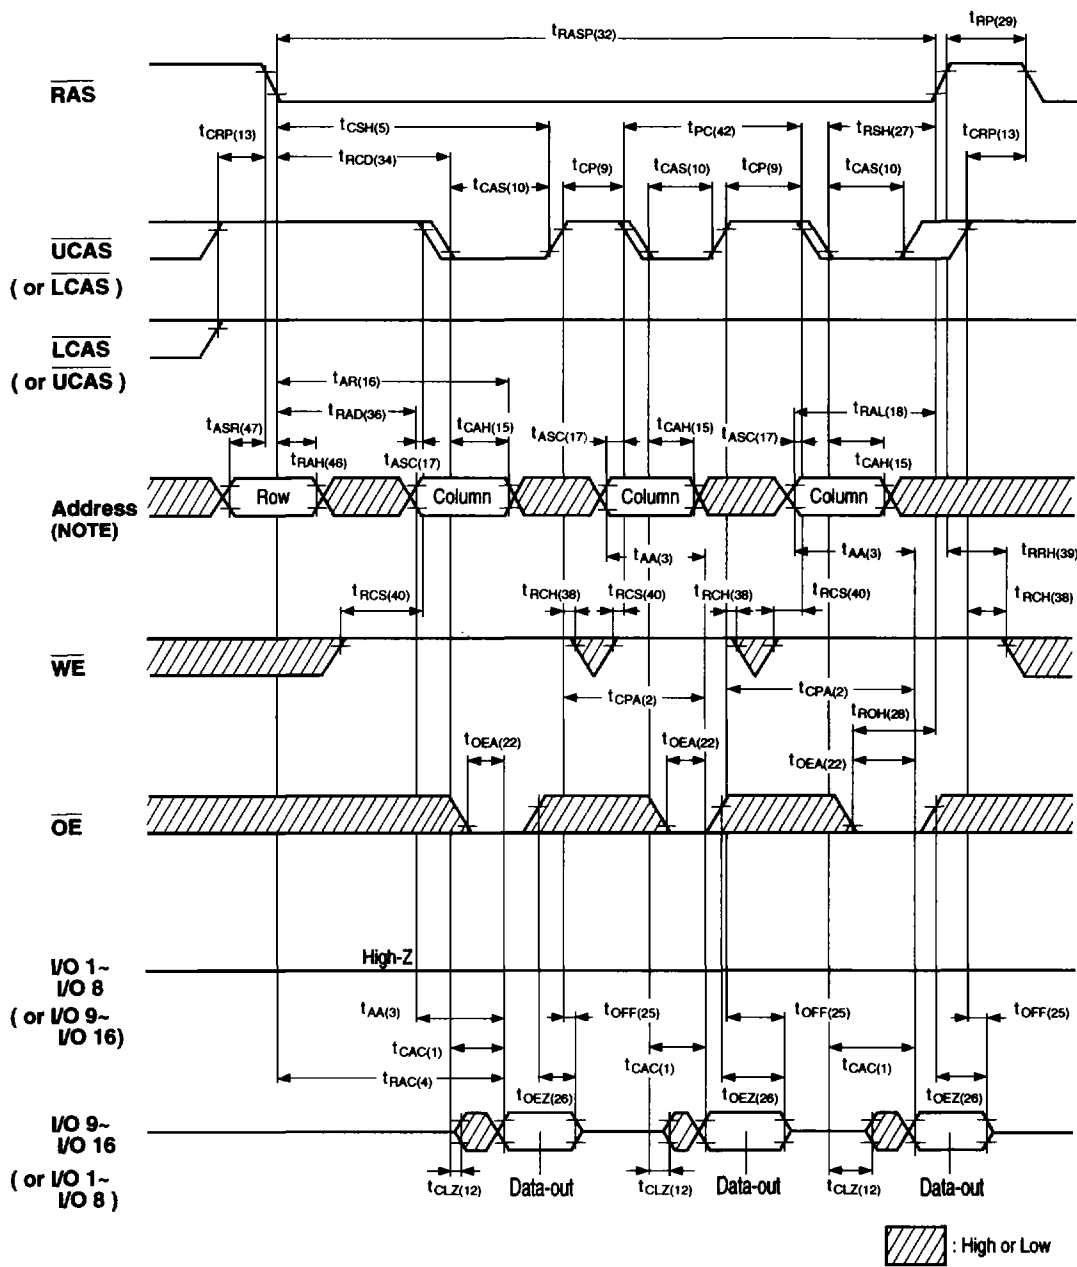 tRASP(32)
tRP(29)
RAS
tCRP(13)
tCSH(5)
tPC(42)
tRSH(27)
tCRP(13)
tRCD(34)
tCP(9)
tCAS(10)
tCP(9)
tCAS(10)
tCAS(10)
UCAS
( or LCAS )
LCAS
( or UCAS )
tAR(16)
tRAD(36)
tRAL(18)
tASR(47)
tCAH(15)
tASC(17)
tCAH(15)
tASC(17)
tRAH(46)
tASC(17)
tCAH(15)
Address
(NOTE)
Row
Column
Column
Column
tAA(3)
tAA(3)
tRRH(39)
tRCS(40)
tRCH(38)
tRCS(40)
tRCH(38)
tRCS(40)
tRCH(38)
WE
tCPA(2)
tCPA(2)
tROH(28)
tOEA(22)
tOEA(22)
tOEA(22)
OE
High-Z
I/O 1~
I/O 8
( or I/O 9~
I/O 16)
tAA(3)
tOFF(25)
tOFF(25)
tOFF(25)
tCAC(1)
tCAC(1)
tCAC(1)
tRAC(4)
tOEZ(26)
tOEZ(26)
tOEZ(26)
I/O 9~
I/O 16
( or I/O 1~
I/O 8 )
tCLZ(12)
Data-out
tCLZ(12)
Data-out
tCLZ(12)
Data-out
: High or Low